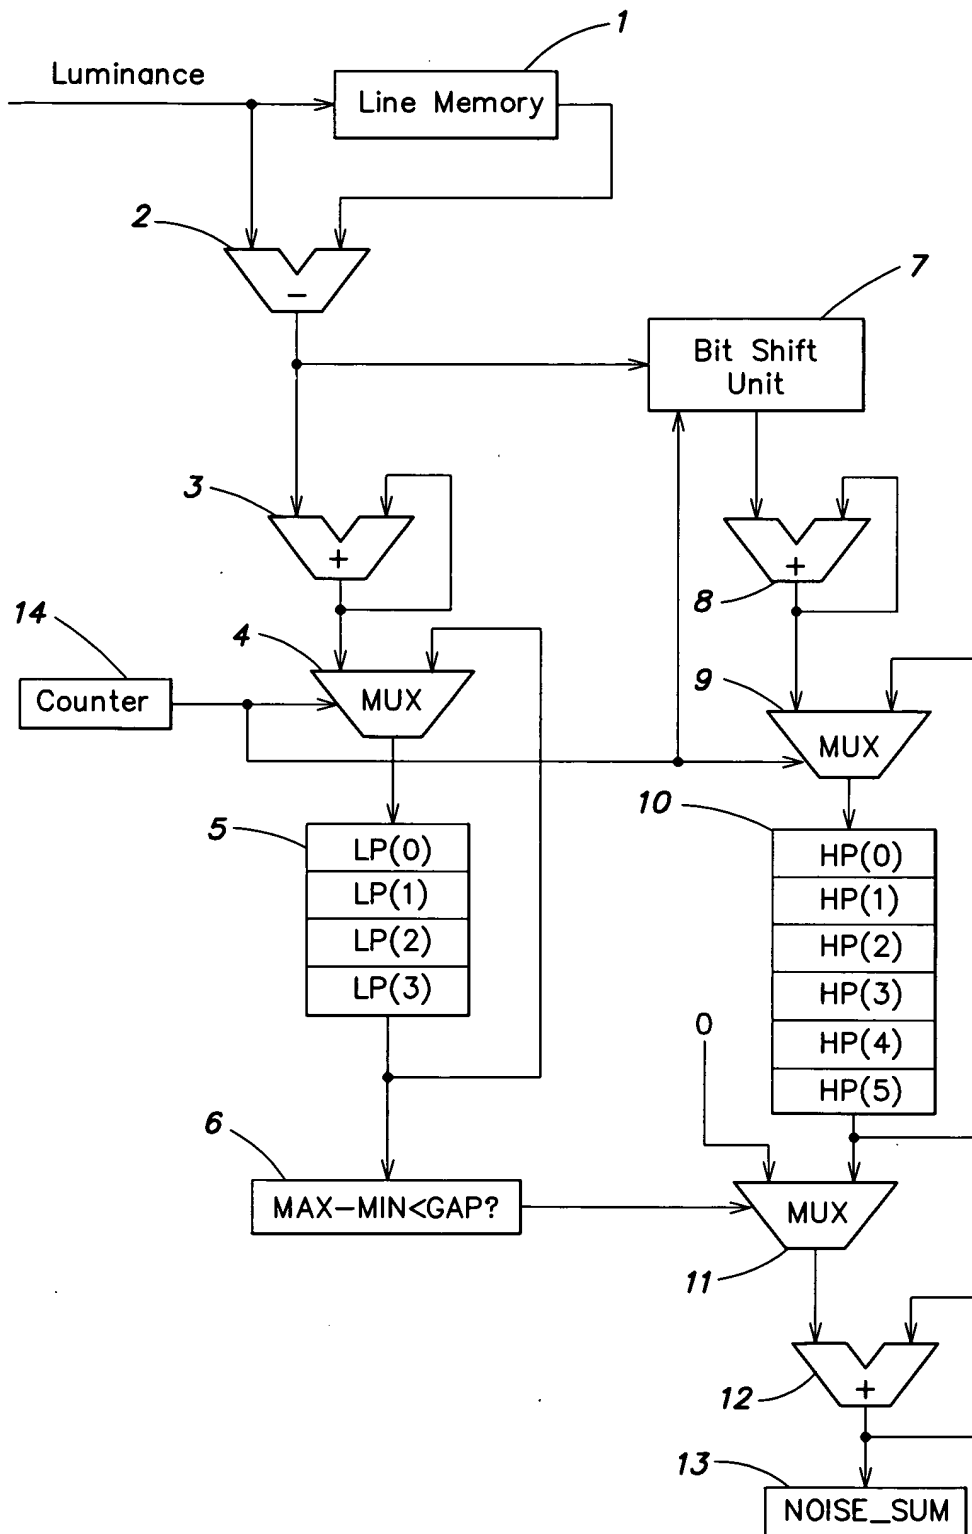 1
Luminance
Line Memory
2
−
7
Bit Shift
Unit
3
+
8
+
14
Counter
4
MUX
9
MUX
5
LP(0)
LP(1)
LP(2)
LP(3)
10
HP(0)
HP(1)
HP(2)
HP(3)
HP(4)
HP(5)
0
6
MAX−MIN<GAP?
MUX
11
12
+
13
NOISE_SUM